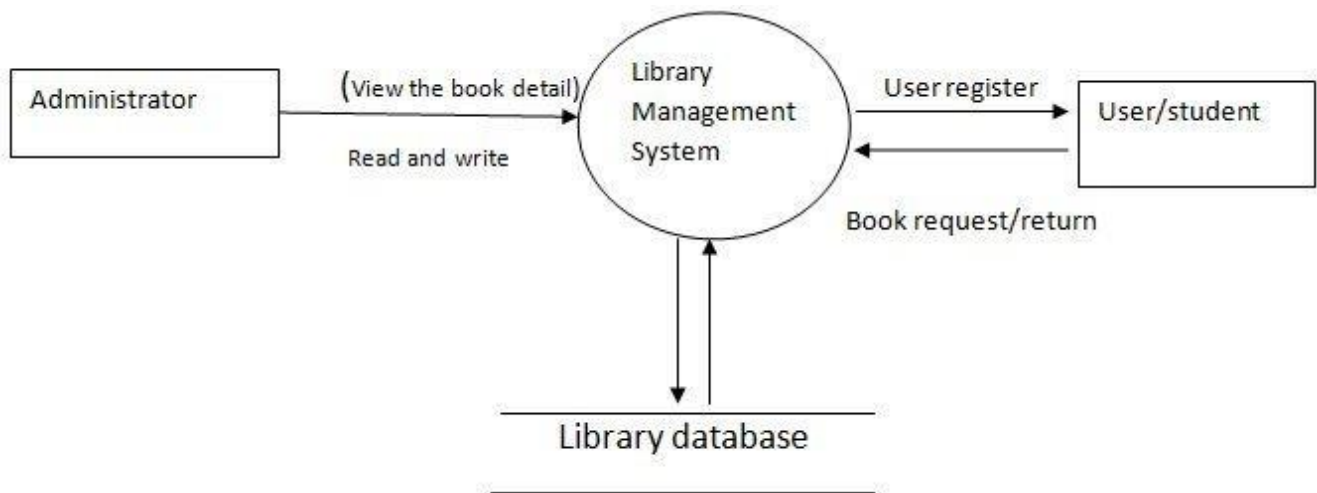 Administrator
(View the book detail)
Read and write
Library
Management
System
User register
User/student
Book request/return
Library database